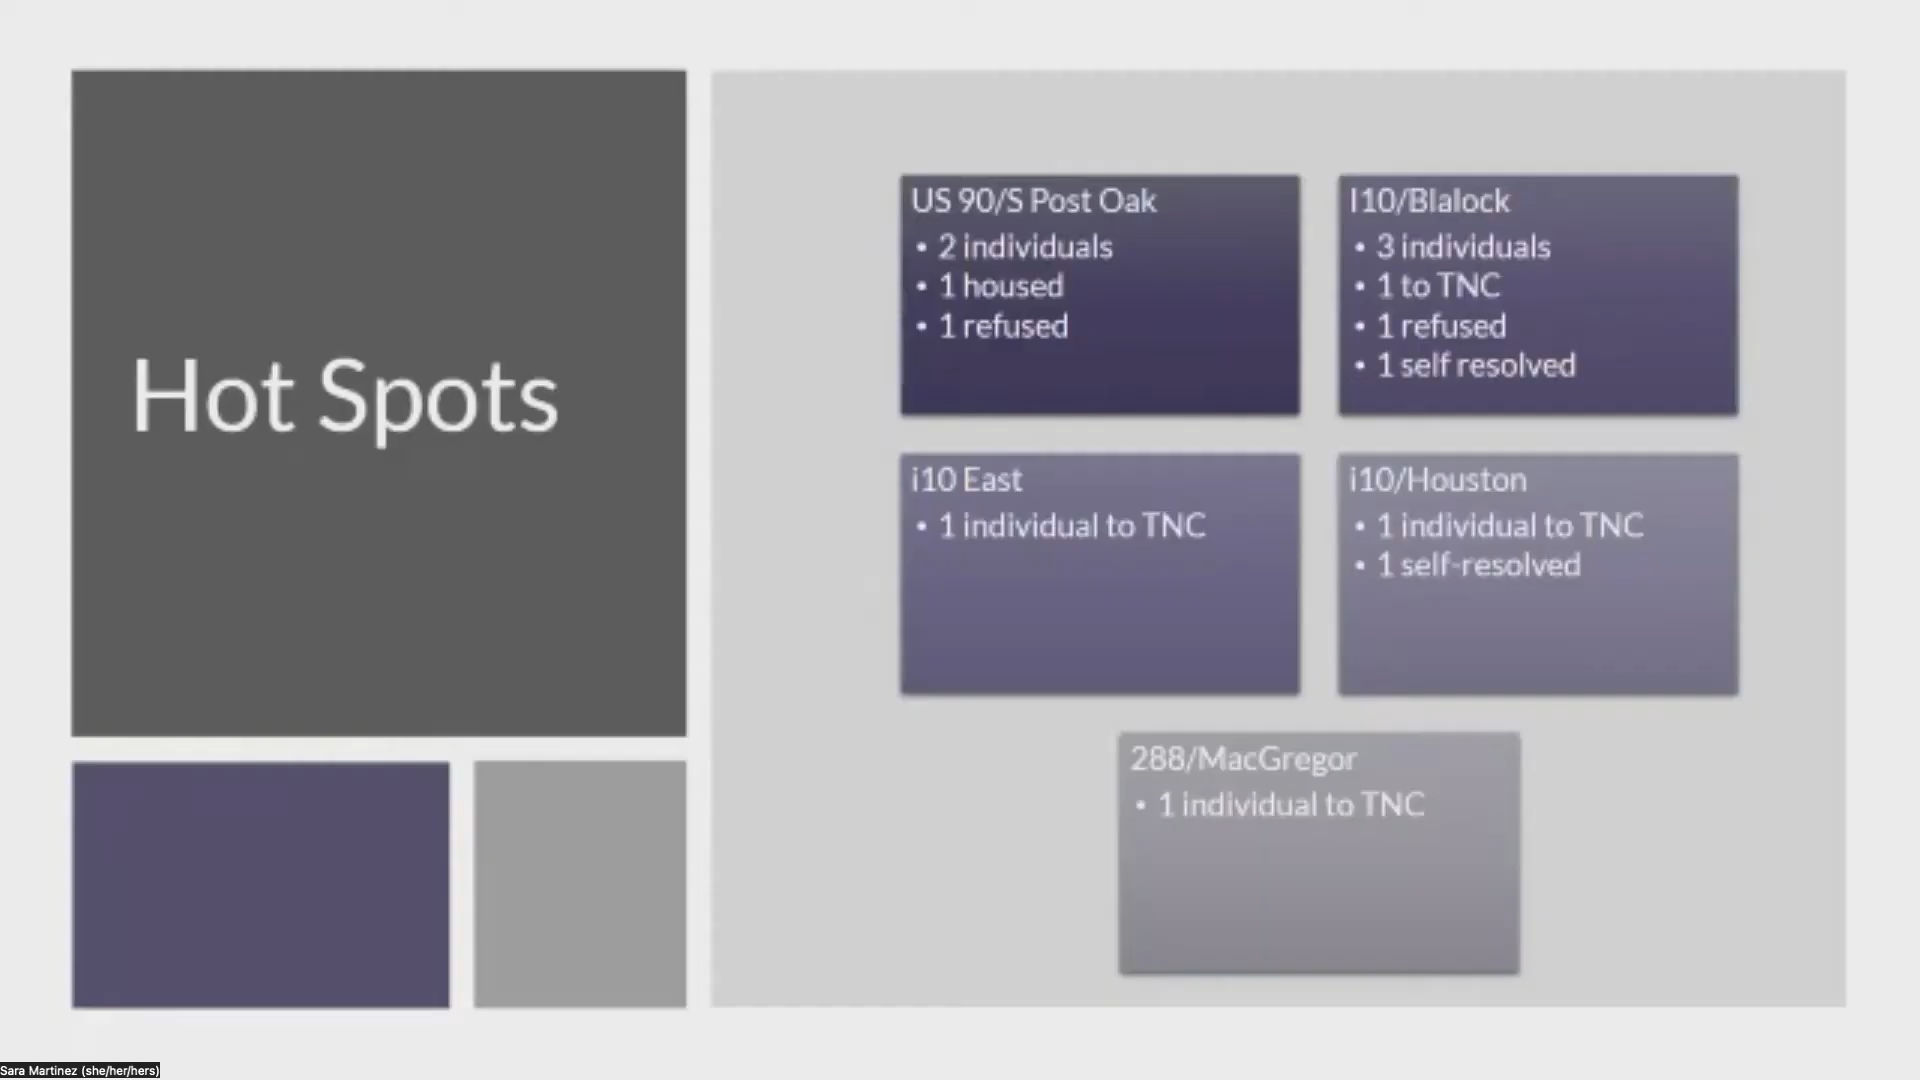 Hot Spots
US 90/S Post Oak
• 2 individuals
• 1 housed
• 1 refused
I10/Blalock
• 3 individuals
• 1 to TNC
• 1 refused
• 1 self resolved
i10 East
• 1 individual to TNC
i10/Houston
• 1 individual to TNC
• 1 self-resolved
288/MacGregor
• 1 individual to TNC
Sara Martinez (she/her/hers)